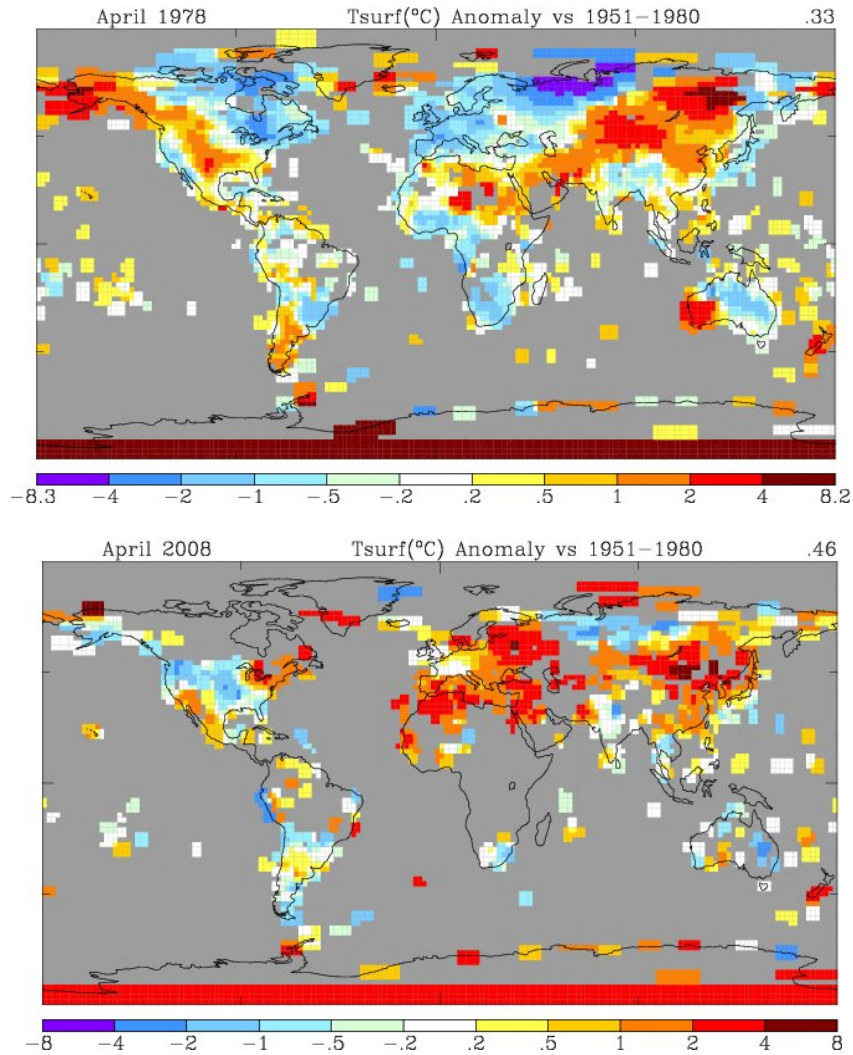 April 1978 Tsurf(°C) Anomaly vs 1951−1980 .33
−8.3 −4 −2 −1 −.5 −.2 .2 .5 1 2 4 8.2
April 2008 Tsurf(°C) Anomaly vs 1951−1980 .46
−8 −4 −2 −1 −.5 −.2 .2 .5 1 2 4 8